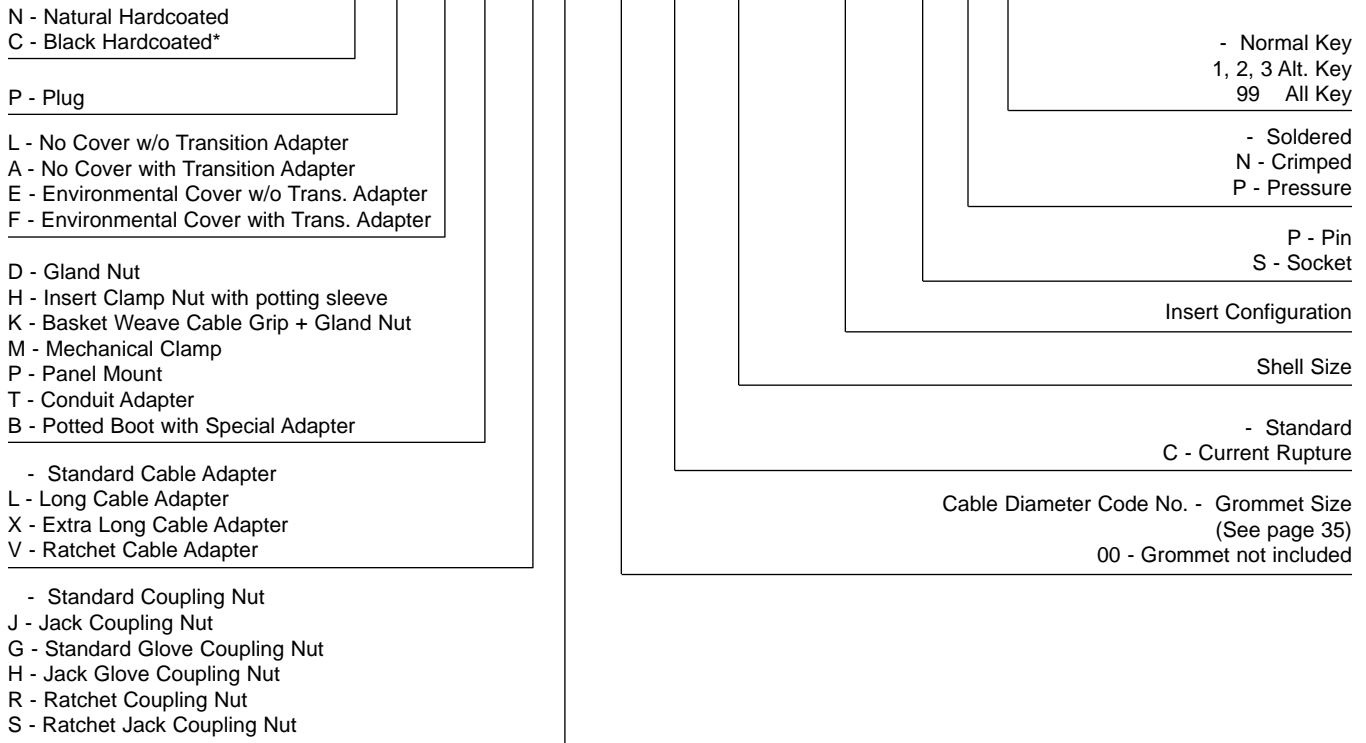 N - Natural Hardcoated
C - Black Hardcoated*
P - Plug
L - No Cover w/o Transition Adapter
A - No Cover with Transition Adapter
E - Environmental Cover w/o Trans. Adapter
F - Environmental Cover with Trans. Adapter
D - Gland Nut
H - Insert Clamp Nut with potting sleeve
K - Basket Weave Cable Grip + Gland Nut
M - Mechanical Clamp
P - Panel Mount
T - Conduit Adapter
B - Potted Boot with Special Adapter
- Standard Cable Adapter
L - Long Cable Adapter
X - Extra Long Cable Adapter
V - Ratchet Cable Adapter
- Standard Coupling Nut
J - Jack Coupling Nut
G - Standard Glove Coupling Nut
H - Jack Glove Coupling Nut
R - Ratchet Coupling Nut
S - Ratchet Jack Coupling Nut
- Normal Key
1, 2, 3 Alt. Key
99 All Key
- Soldered
N - Crimped
P - Pressure
P - Pin
S - Socket
Insert Configuration
Shell Size
- Standard
C - Current Rupture
Cable Diameter Code No. - Grommet Size
(See page 35)
00 - Grommet not included